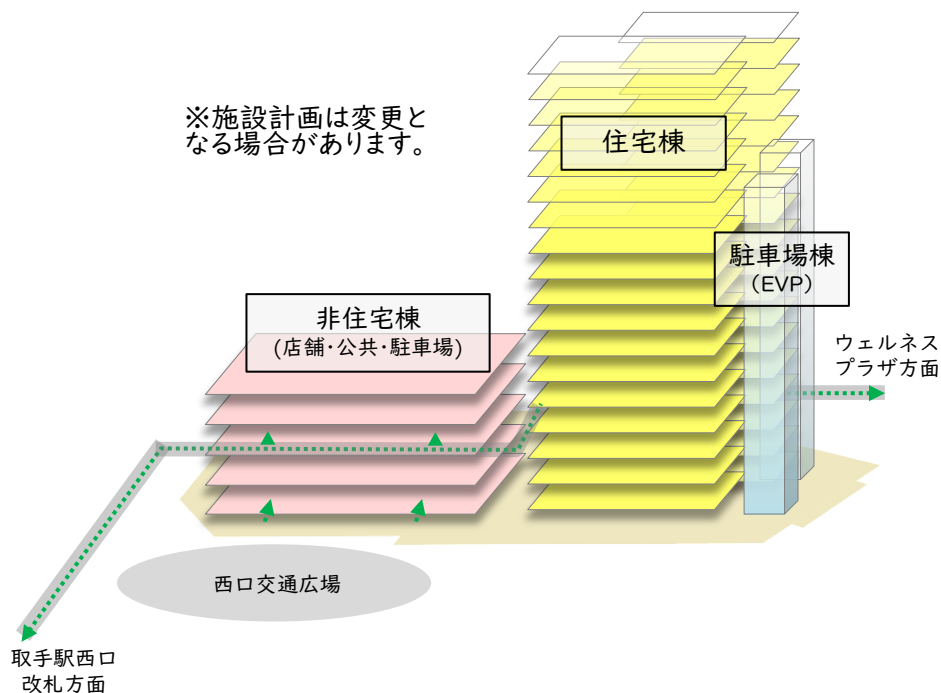 ※施設計画は変更と
なる場合があります。
住宅棟
駐車場棟
(EVP)
非住宅棟
(店舗・公共・駐車場)
ウェルネス
プラザ方面
西口交通広場
取手駅西口
改札方面